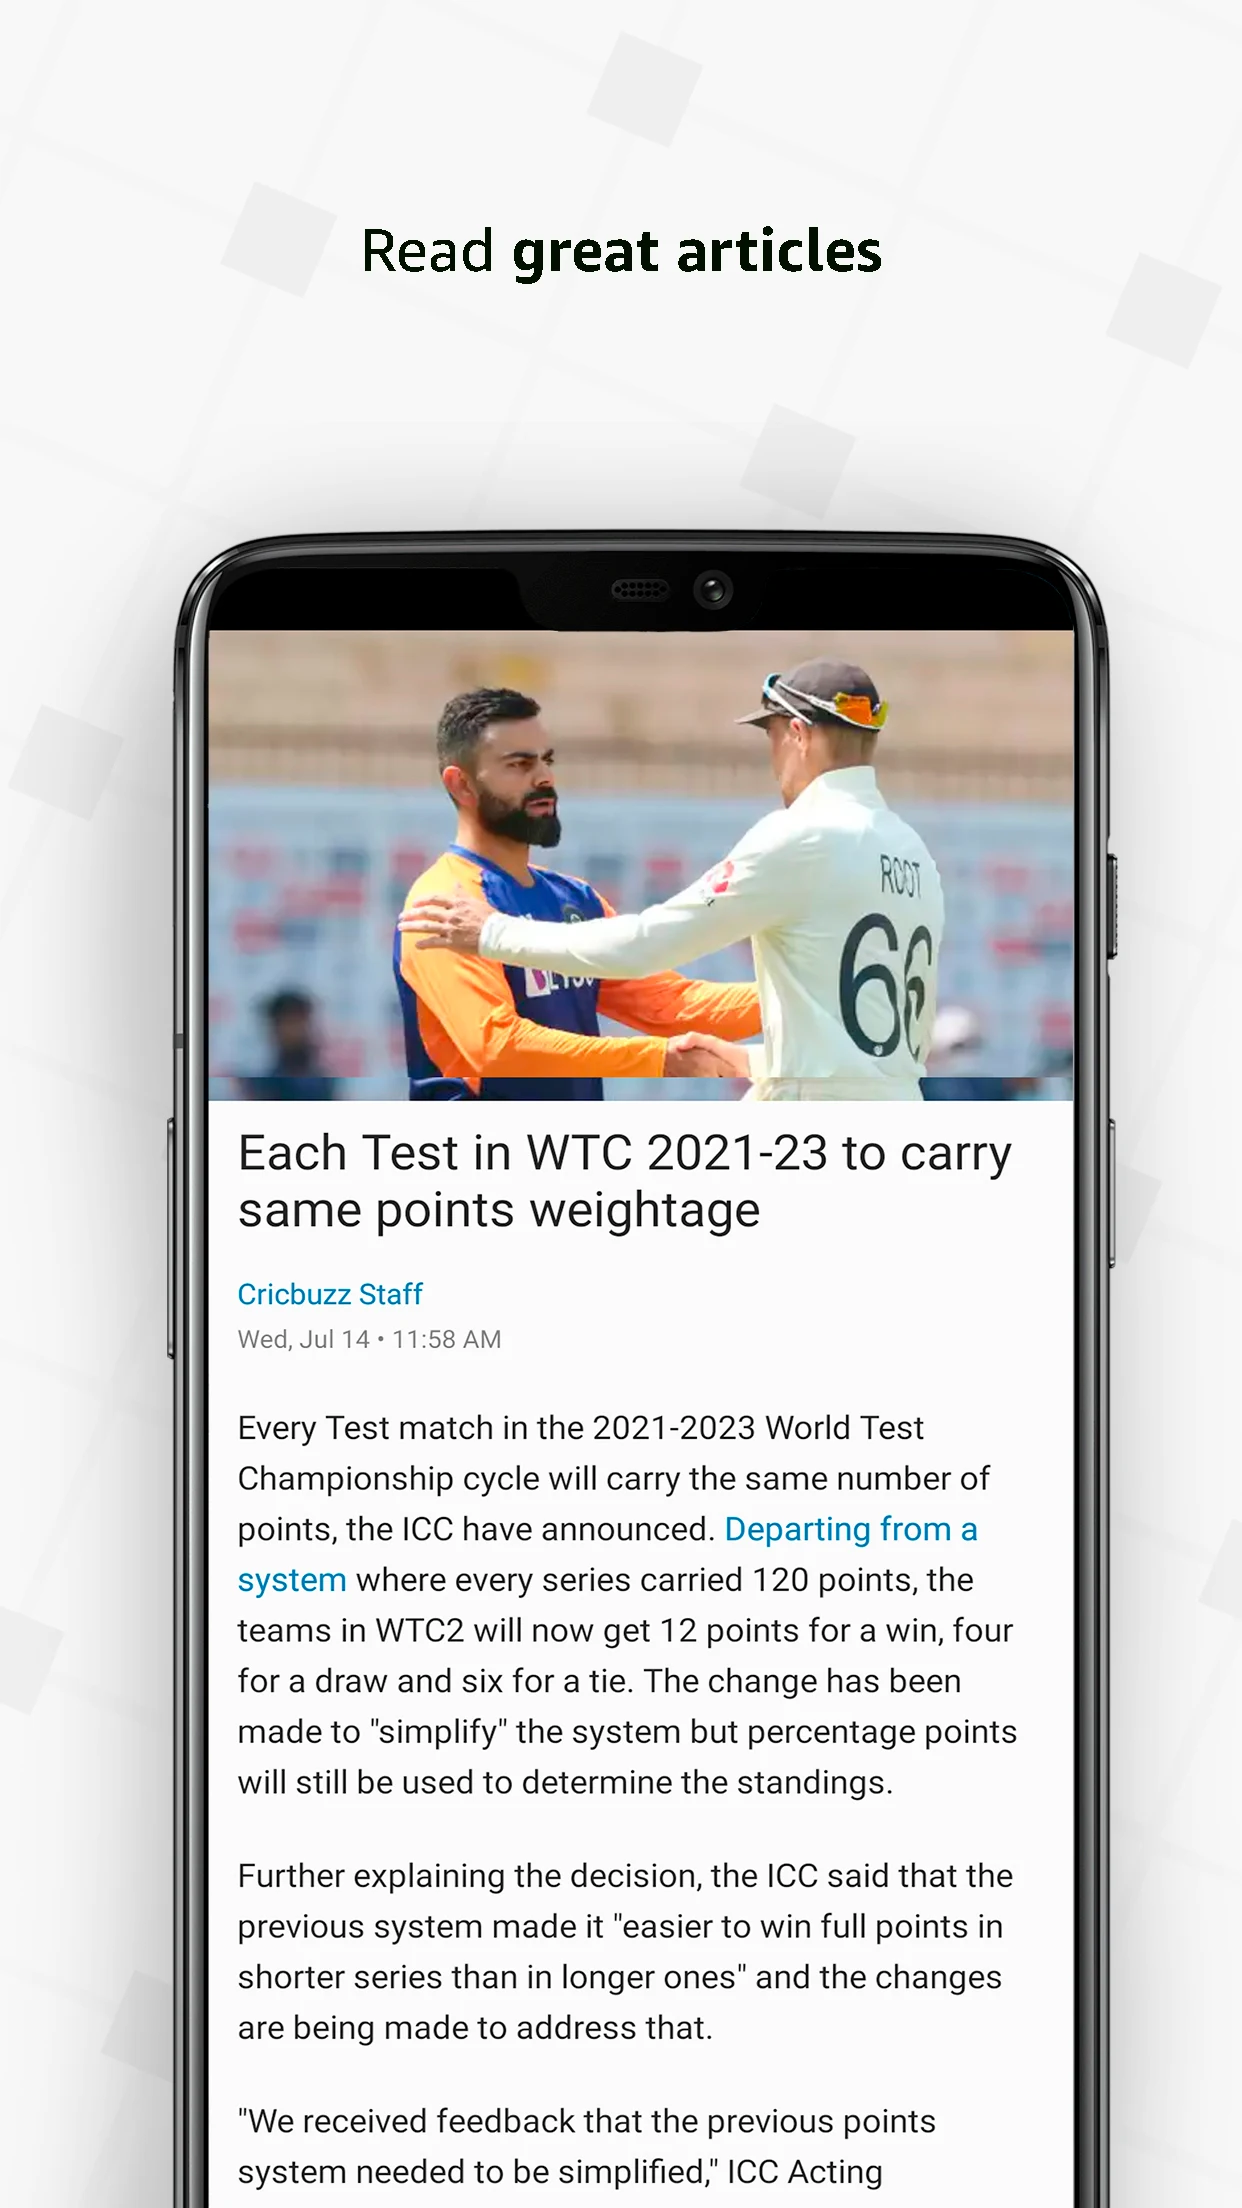 Read great articles
ROOT
66
Each Test in WTC 2021-23 to carry
same points weightage
Cricbuzz Staff
Wed, Jul 14 • 11:58 AM
Every Test match in the 2021-2023 World Test
Championship cycle will carry the same number of
points, the ICC have announced. Departing from a
system where every series carried 120 points, the
teams in WTC2 will now get 12 points for a win, four
for a draw and six for a tie. The change has been
made to "simplify" the system but percentage points
will still be used to determine the standings.
Further explaining the decision, the ICC said that the
previous system made it "easier to win full points in
shorter series than in longer ones" and the changes
are being made to address that.
"We received feedback that the previous points
system needed to be simplified," ICC Acting